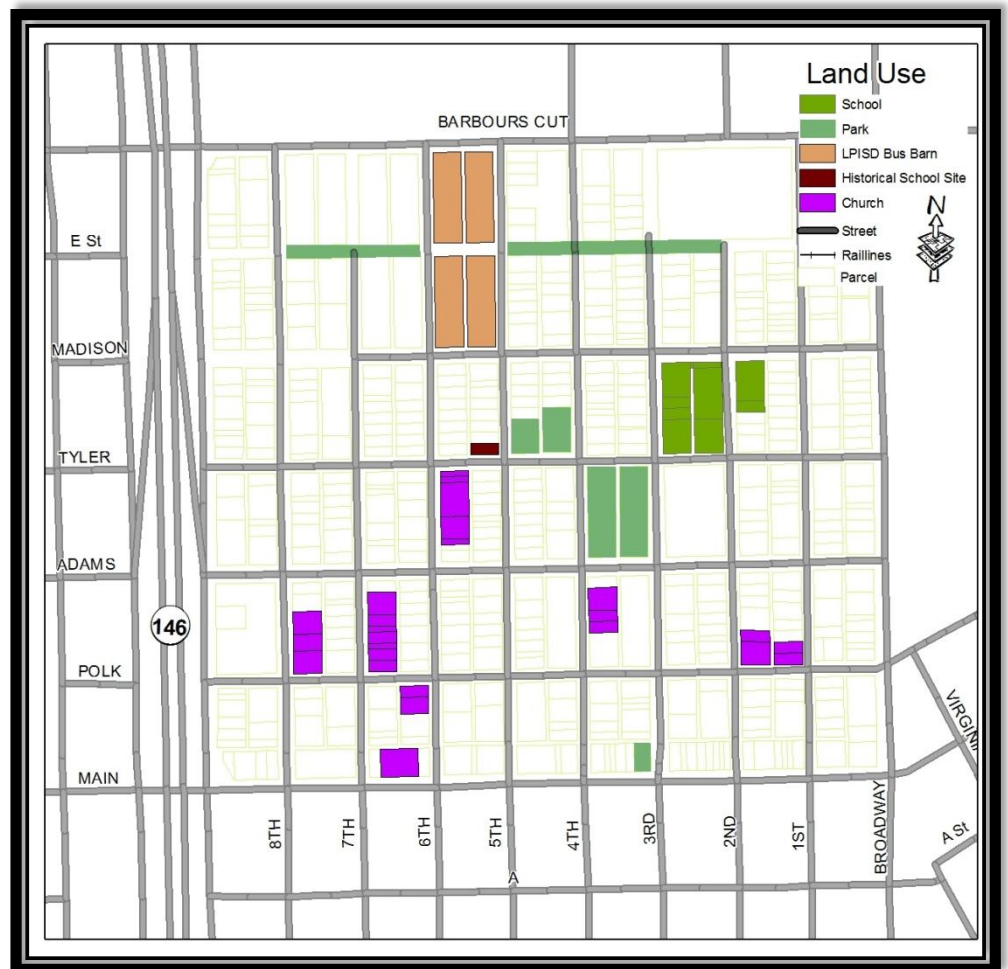 Land Use
School
Park
LPISD Bus Barn
Historical School Site
Church
Street
Raillines
Parcel
N
BARBOURS CUT
E St
MADISON
TYLER
ADAMS
146
POLK
MAIN
8TH
7TH
6TH
5TH
4TH
3RD
2ND
1ST
BROADWAY
VIRGINI
A St
A